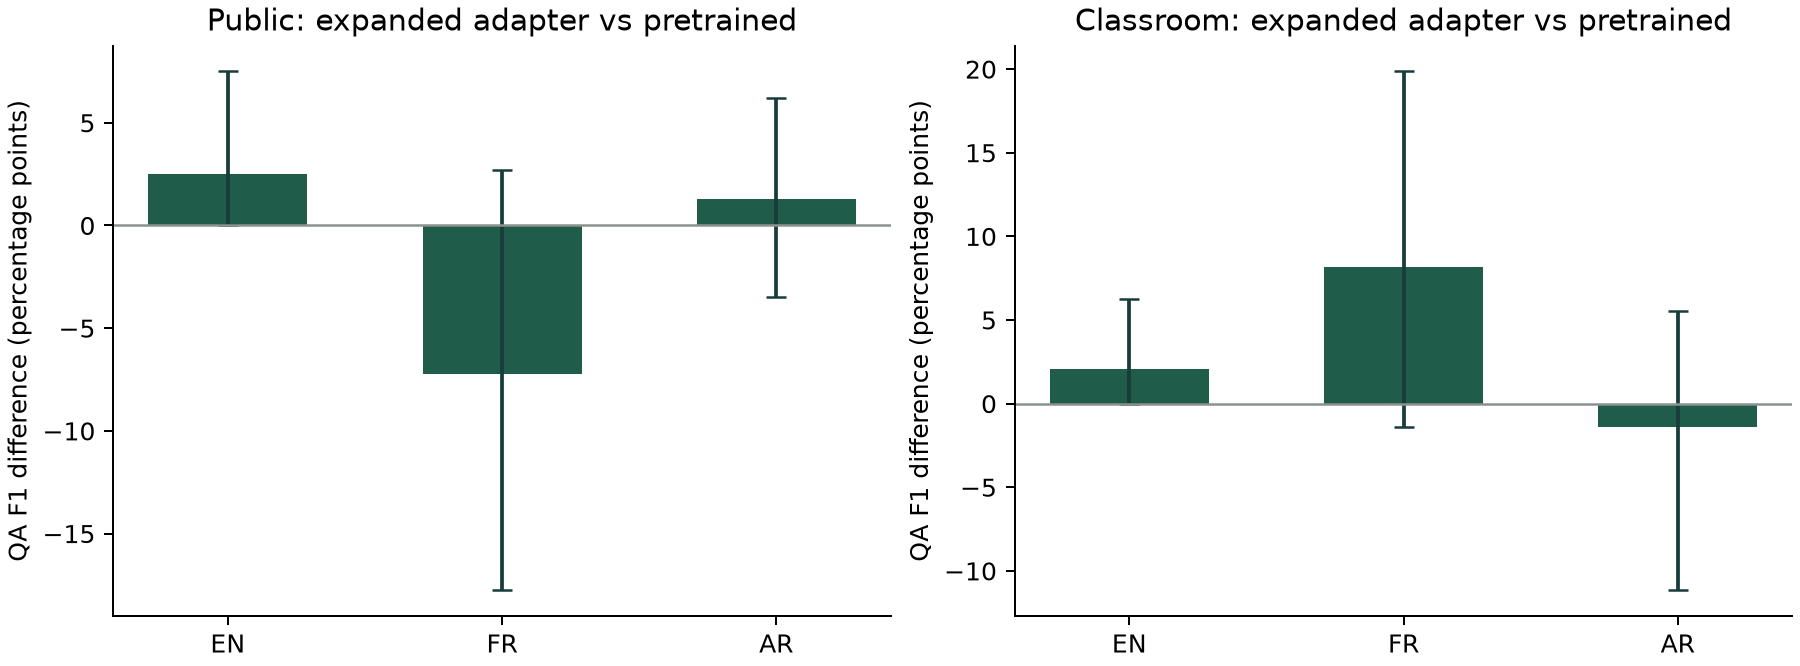 Public: expanded adapter vs pretrained
QA F1 difference (percentage points)
5
0
−5
−10
−15
EN
FR
AR
Classroom: expanded adapter vs pretrained
QA F1 difference (percentage points)
20
15
10
5
0
−5
−10
EN
FR
AR